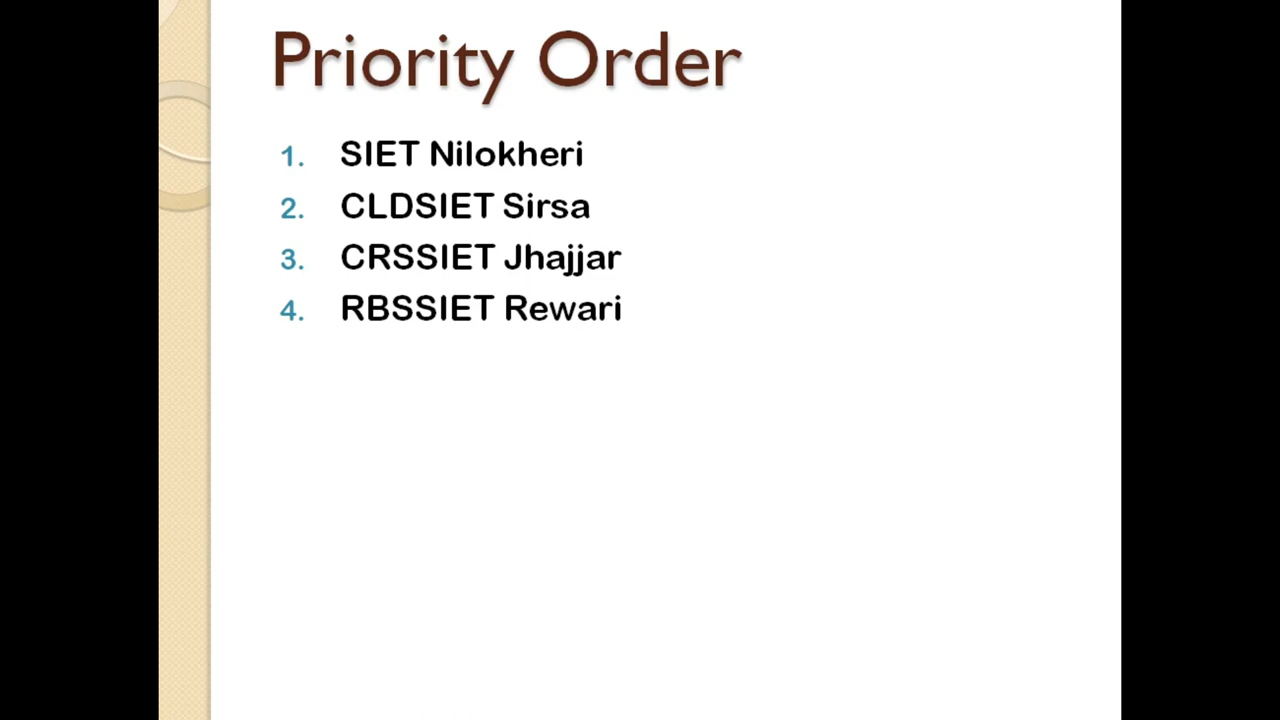 Priority Order
1. SIET Nilokheri
2. CLDSIET Sirsa
3. CRSSIET Jhajjar
4. RBSSIET Rewari